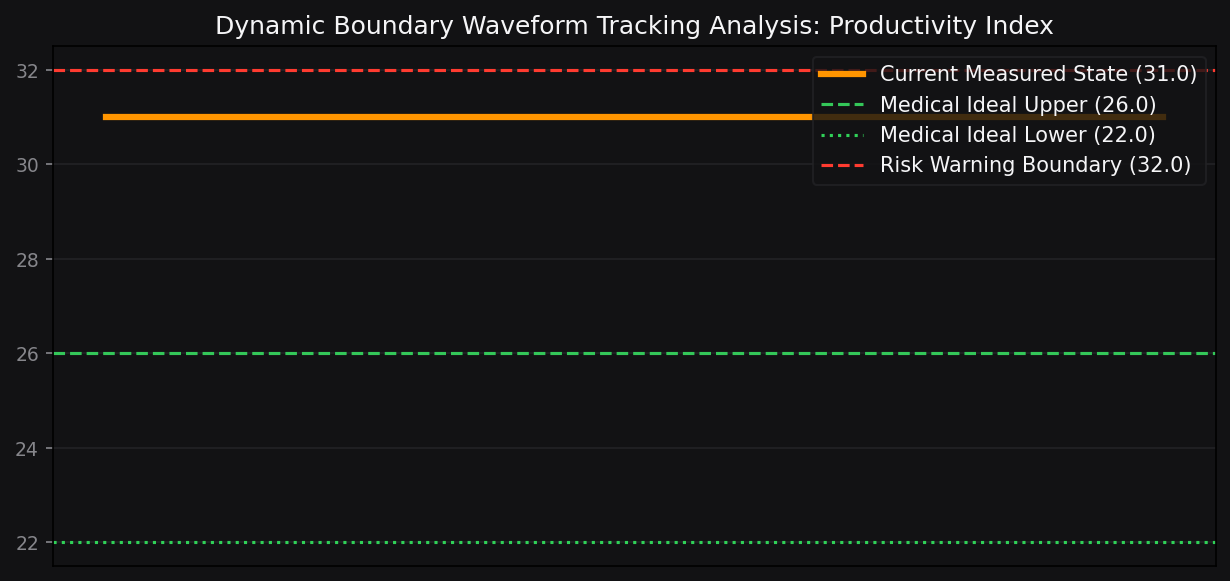 Dynamic Boundary Waveform Tracking Analysis: Productivity Index
32
30
28
26
24
22
Current Measured State (31.0)
Medical Ideal Upper (26.0)
Medical Ideal Lower (22.0)
Risk Warning Boundary (32.0)